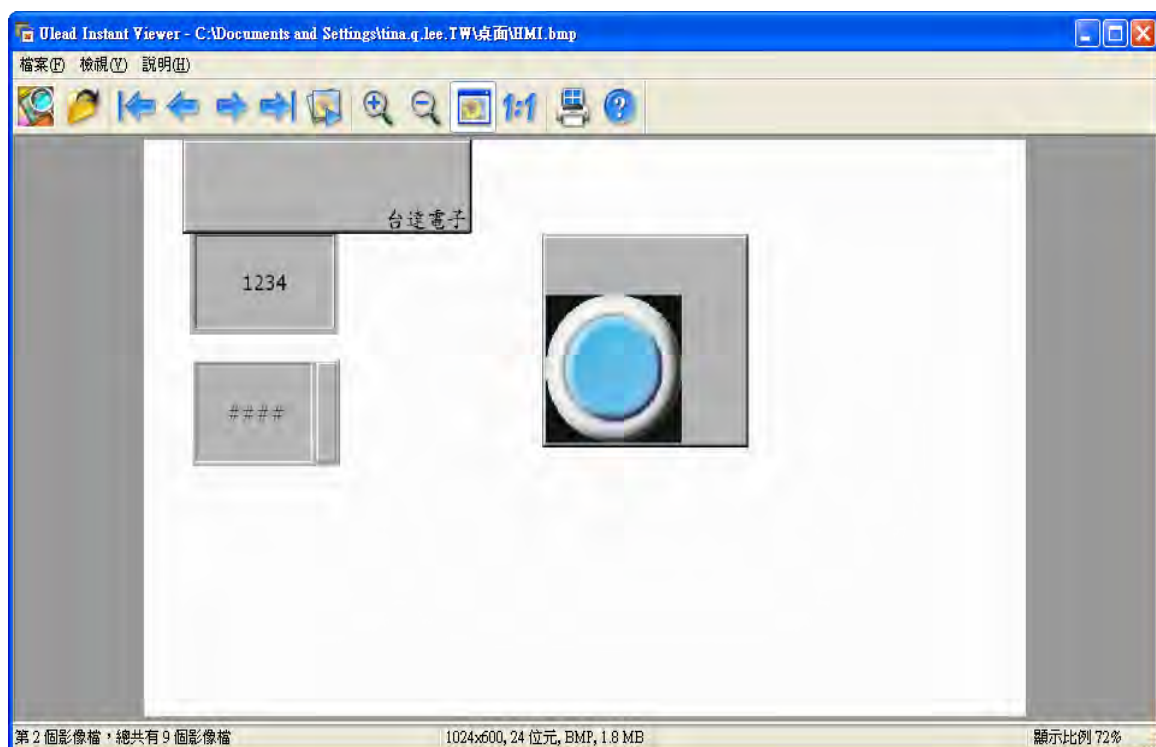 Ulead Instant Viewer - C:\Documents and Settings\tina.q.lee.TW\桌面\HMI.bmp
檔案(F) 檢視(V) 說明(H)
1:1
台達電子
1234
####
第 2 個影像檔，總共有 9 個影像檔 1024x600, 24 位元, BMP, 1.8 MB 顯示比例 72%